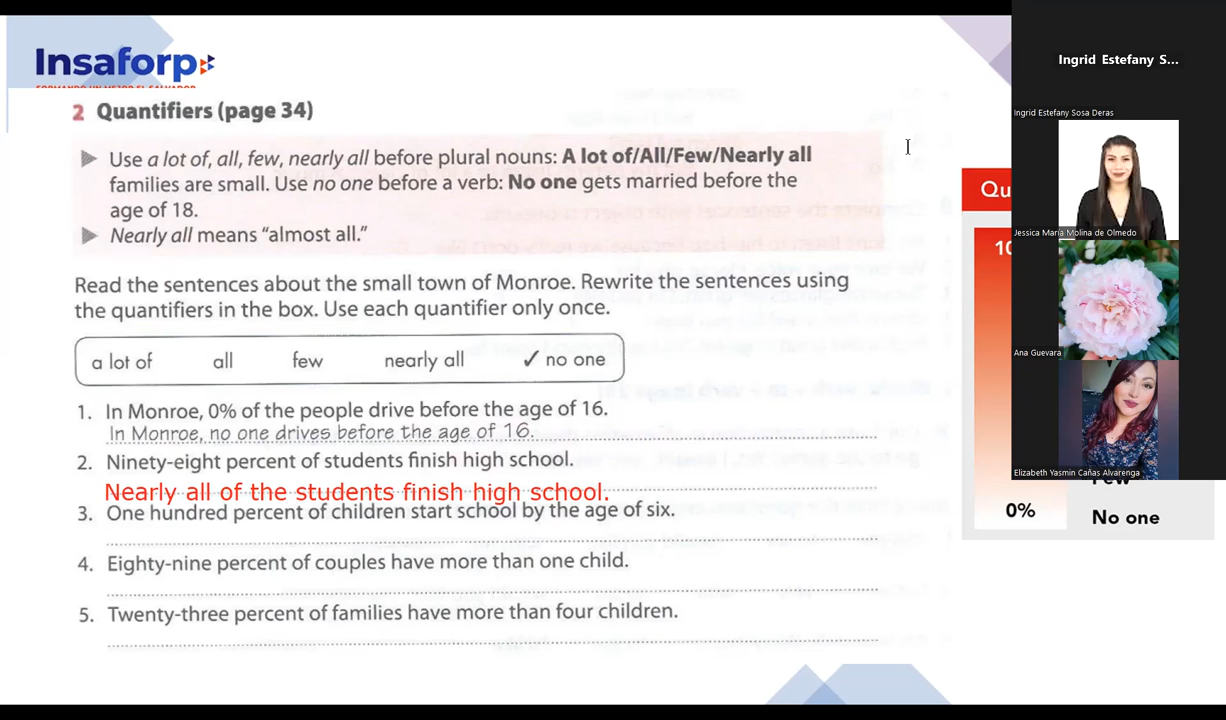 Insaforp
2 Quantifiers (page 34)
Use a lot of, all, few, nearly all before plural nouns: A lot of/All/Few/Nearly all
families are small. Use no one before a verb: No one gets married before the
age of 18.
Nearly all means “almost all.”
Read the sentences about the small town of Monroe. Rewrite the sentences using
the quantifiers in the box. Use each quantifier only once.
a lot of all few nearly all ✓ no one
1. In Monroe, 0% of the people drive before the age of 16.
In Monroe, no one drives before the age of 16.
2. Ninety-eight percent of students finish high school.
Nearly all of the students finish high school.
3. One hundred percent of children start school by the age of six.
4. Eighty-nine percent of couples have more than one child.
5. Twenty-three percent of families have more than four children.
Qu
10
Few
0% No one
Ingrid Estefany S...
Ingrid Estefany Sosa Deras
Jessica Maria Molina de Olmedo
Ana Guevara
Elizabeth Yasmin Cañas Alvarenga